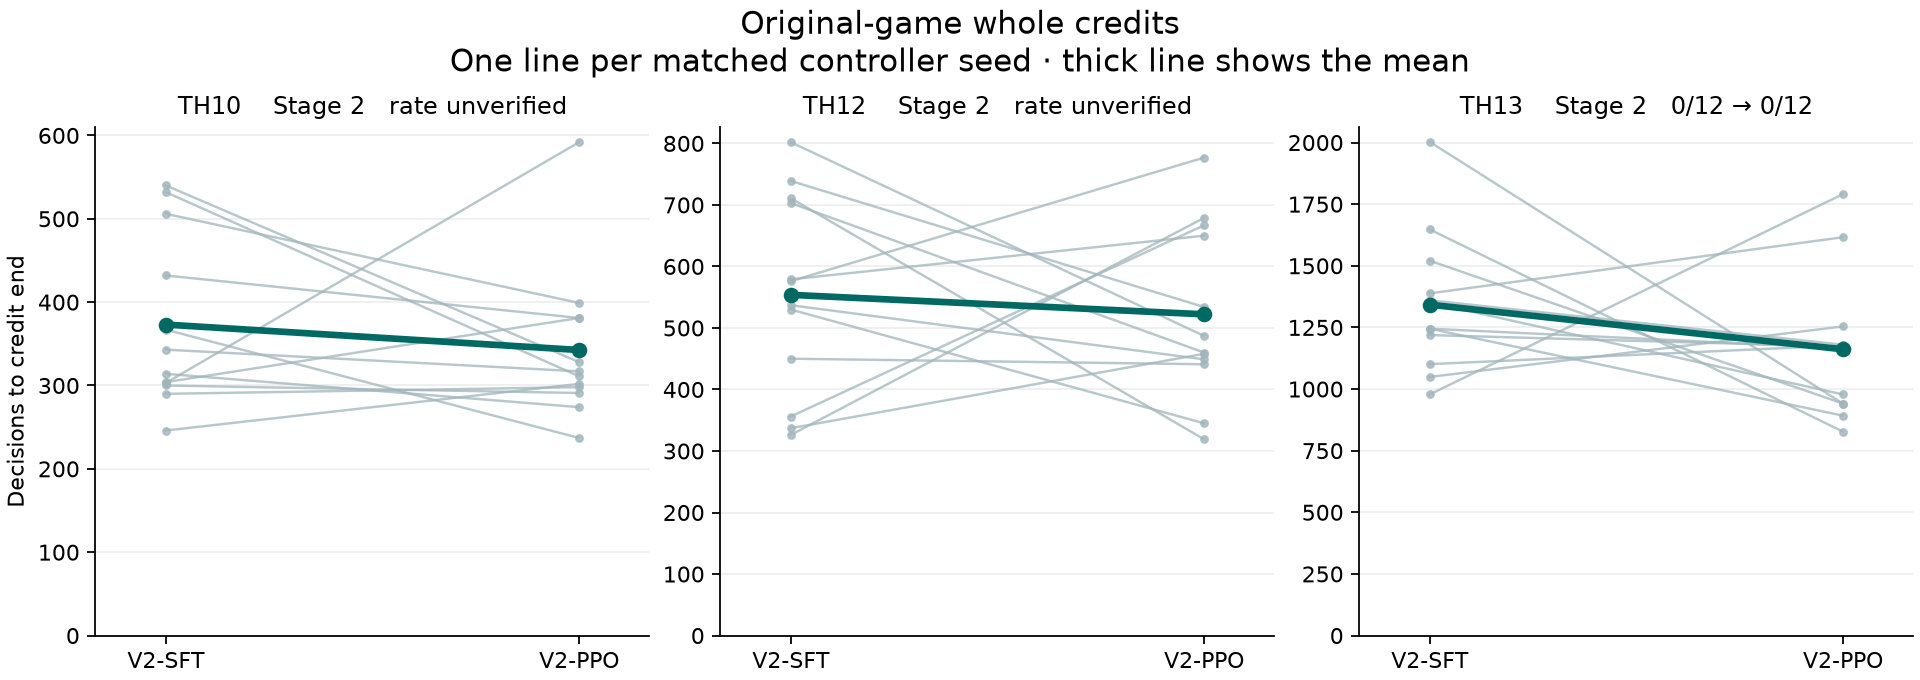 Original-game whole credits
One line per matched controller seed · thick line shows the mean
TH10 Stage 2 rate unverified
Decisions to credit end
600
500
400
300
200
100
0
V2-SFT
V2-PPO
TH12 Stage 2 rate unverified
800
700
600
500
400
300
200
100
0
V2-SFT
V2-PPO
TH13 Stage 2 0/12 → 0/12
2000
1750
1500
1250
1000
750
500
250
0
V2-SFT
V2-PPO